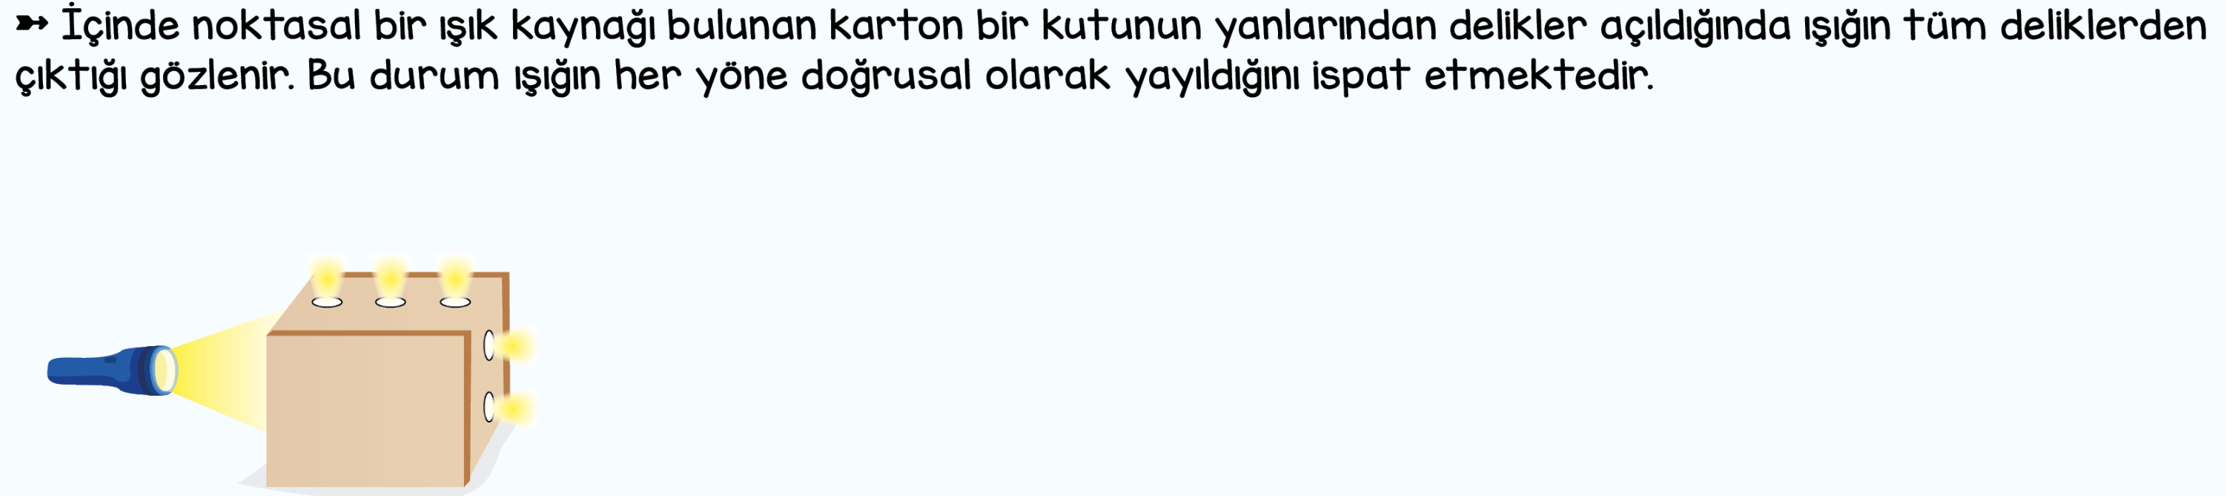 ➽ İçinde noktasal bir ışık kaynağı bulunan karton bir kutunun yanlarından delikler açıldığında ışığın tüm deliklerden
çıktığı gözlenir. Bu durum ışığın her yöne doğrusal olarak yayıldığını ispat etmektedir.